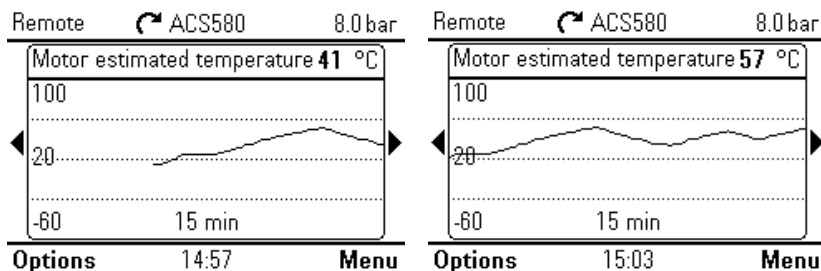 Remote ACS580 8.0 bar
Motor estimated temperature 41 °C
100
20
-60 15 min
Options 14:57 Menu
Remote ACS580 8.0 bar
Motor estimated temperature 57 °C
100
20
-60 15 min
Options 15:03 Menu